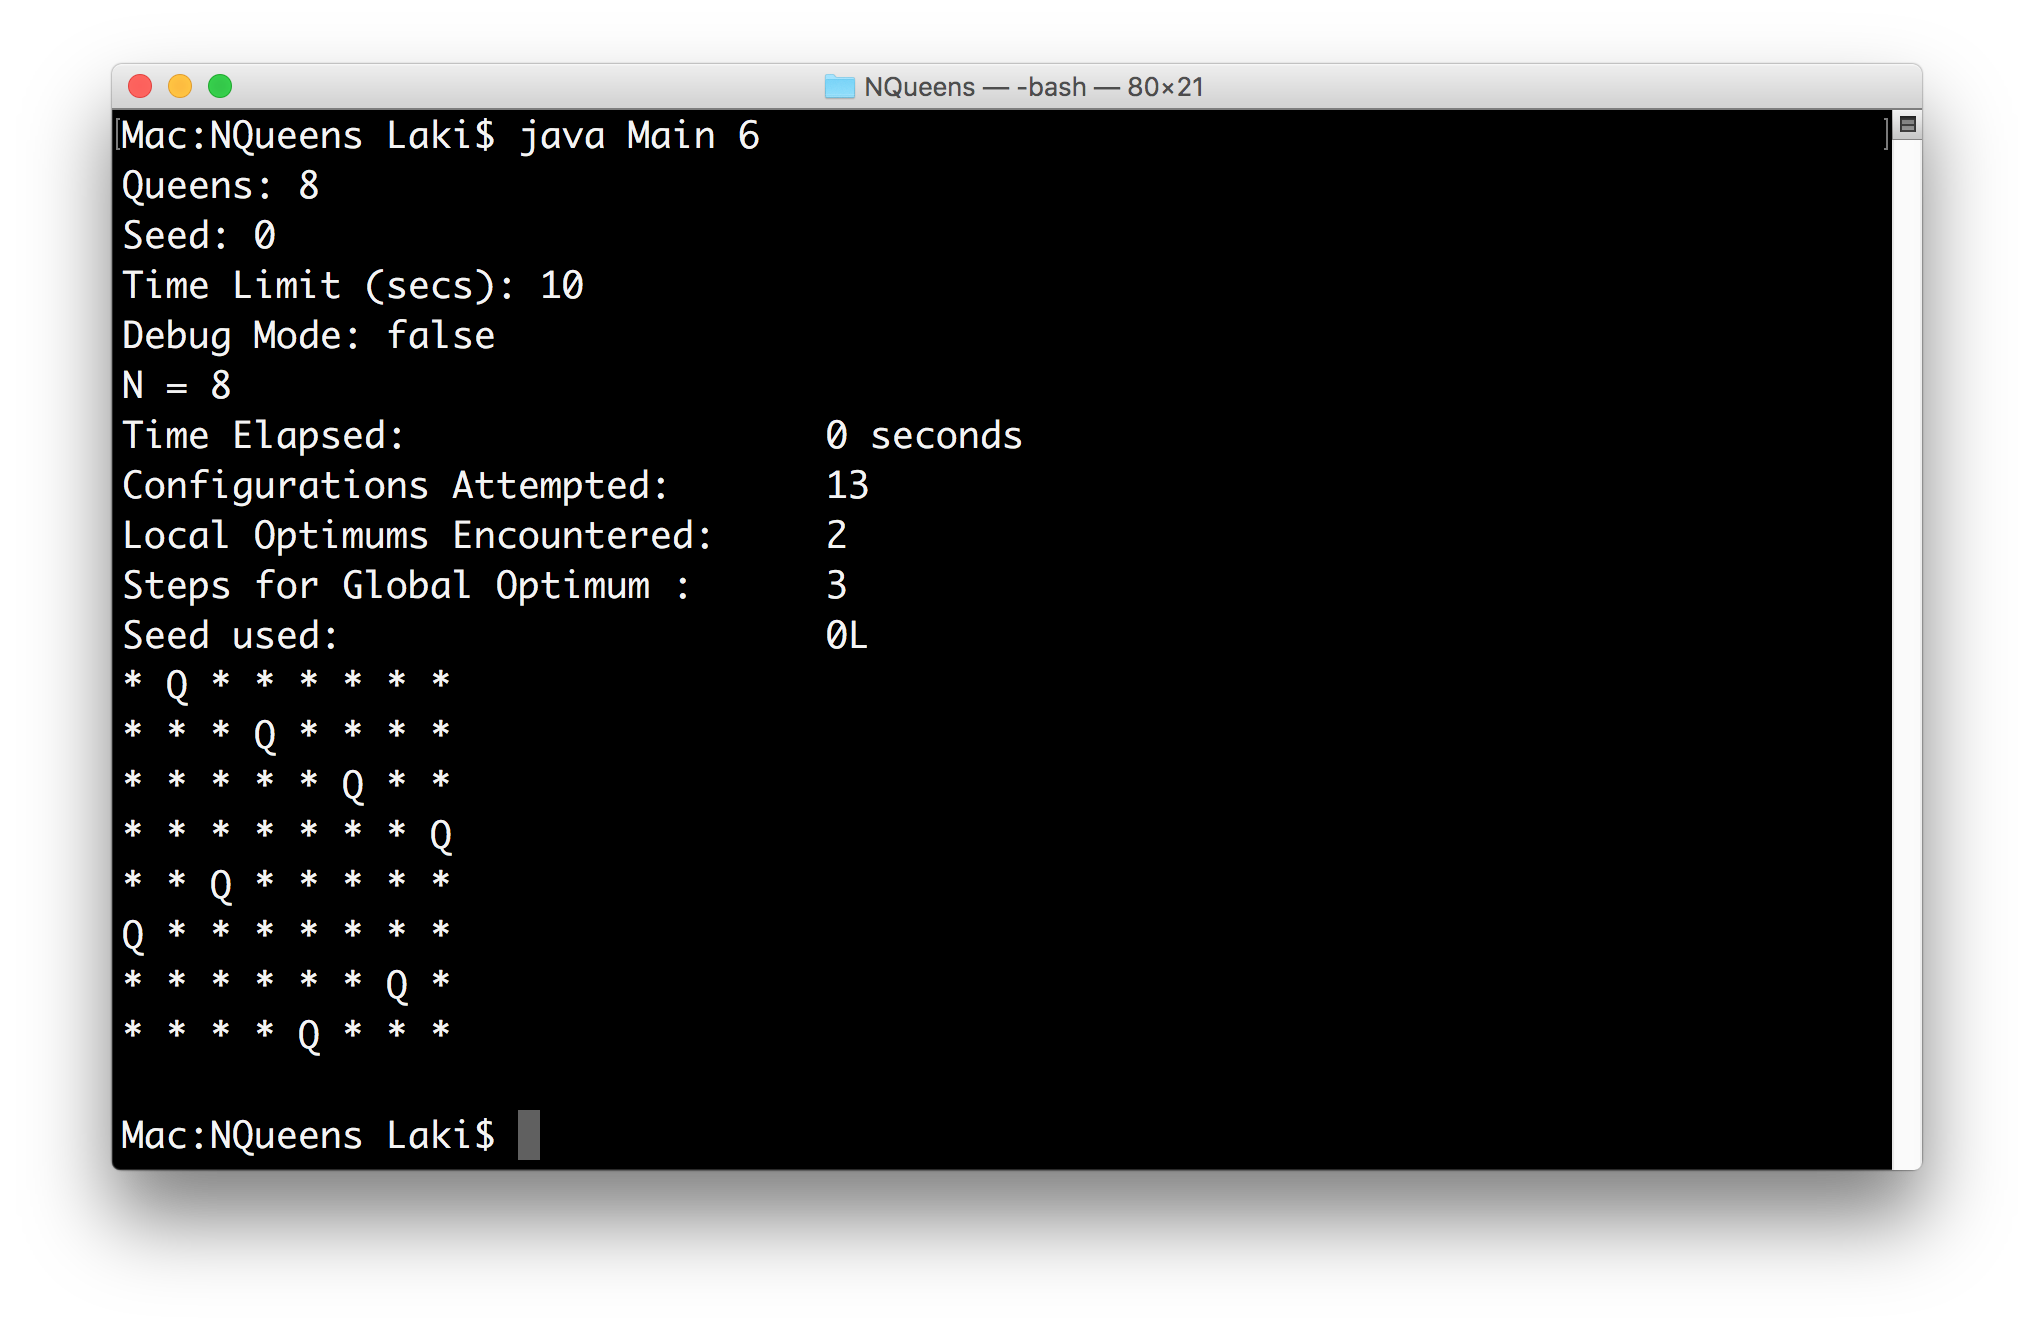 NQueens — -bash — 80×21
Mac:NQueens Laki$ java Main 6
Queens: 8
Seed: 0
Time Limit (secs): 10
Debug Mode: false
N = 8
Time Elapsed: 0 seconds
Configurations Attempted: 13
Local Optimums Encountered: 2
Steps for Global Optimum : 3
Seed used: 0L
* Q * * * * * *
* * * Q * * * *
* * * * * Q * *
* * * * * * * Q
* * Q * * * * *
Q * * * * * * *
* * * * * * Q *
* * * * Q * * *
Mac:NQueens Laki$